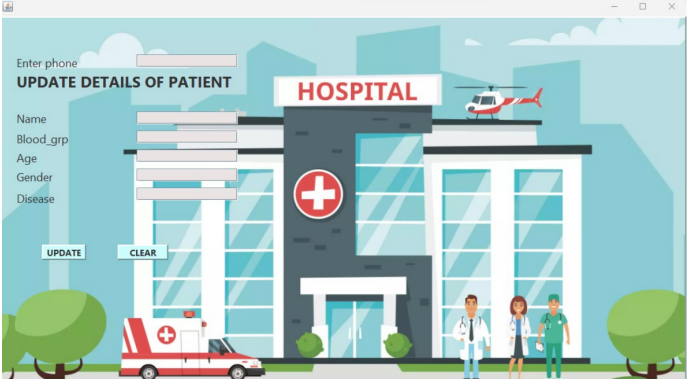 Enter phone
UPDATE DETAILS OF PATIENT
HOSPITAL
Name
Blood_grp
Age
Gender
Disease
UPDATE
CLEAR